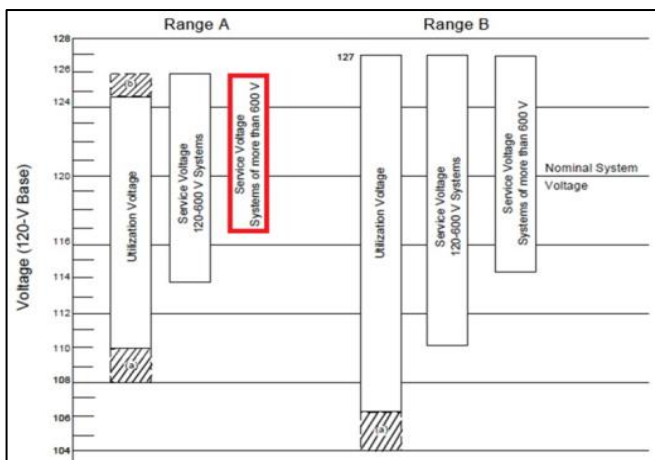 Range A
Range B
Voltage (120-V Base)
128
126
124
120
116
114
112
110
108
106
104
(b)
Utilization Voltage
(a)
Service Voltage
120-600 V Systems
Service Voltage
Systems of more than 600 V
127
Utilization Voltage
(a)
Service Voltage
120-600 V Systems
Service Voltage
Systems of more than 600 V
Nominal System
Voltage